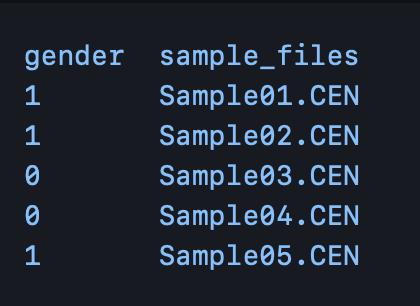 gender  sample_files
1       Sample01.CEN
1       Sample02.CEN
0       Sample03.CEN
0       Sample04.CEN
1       Sample05.CEN